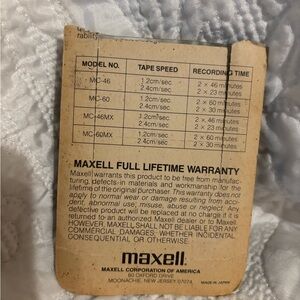 rability.
MODEL NO. TAPE SPEED RECORDING TIME
MC-46 1.2cm/sec 2 × 46 minutes
2.4cm/sec 2 × 23 minutes
MC-60 1.2cm/sec 2 × 60 minutes
2.4cm/sec 2 × 30 minutes
MC-46MX 1.2cm/sec 2 × 46 minutes
2.4cm/sec 2 × 23 minutes
MC-60MX 1.2cm/sec 2 × 60 minutes
2.4cm/sec 2 × 30 minutes
MAXELL FULL LIFETIME WARRANTY
Maxell warrants this product to be free from manufac-
turing, defects in materials and workmanship for the
lifetime of the original purchaser. This warranty does not
apply to normal wear or damage resulting from acci-
dent, abnormal use, misuse, abuse or neglect. Any
defective product will be replaced at no charge if it is
returned to an authorized Maxell dealer or to Maxell.
HOWEVER, MAXELL SHALL NOT BE LIABLE FOR ANY
COMMERCIAL DAMAGES, WHETHER INCIDENTAL
CONSEQUENTIAL OR OTHERWISE.
maxell
MAXELL CORPORATION OF AMERICA
60 OXFORD DRIVE
MOONACHIE, NEW JERSEY 07074 MADE IN JAPAN